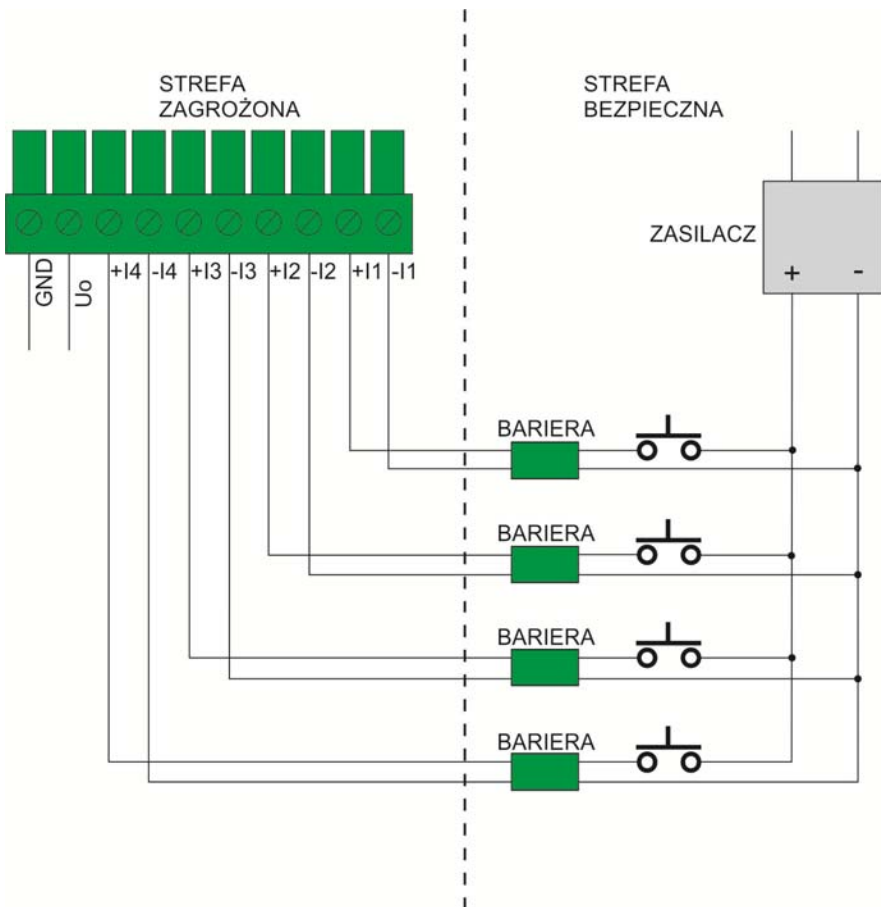 STREFA
ZAGROŻONA
STREFA
BEZPIECZNA
ZASILACZ
+ -
GND
Uo
+I4 -I4 +I3 -I3 +I2 -I2 +I1 -I1
BARIERA
BARIERA
BARIERA
BARIERA